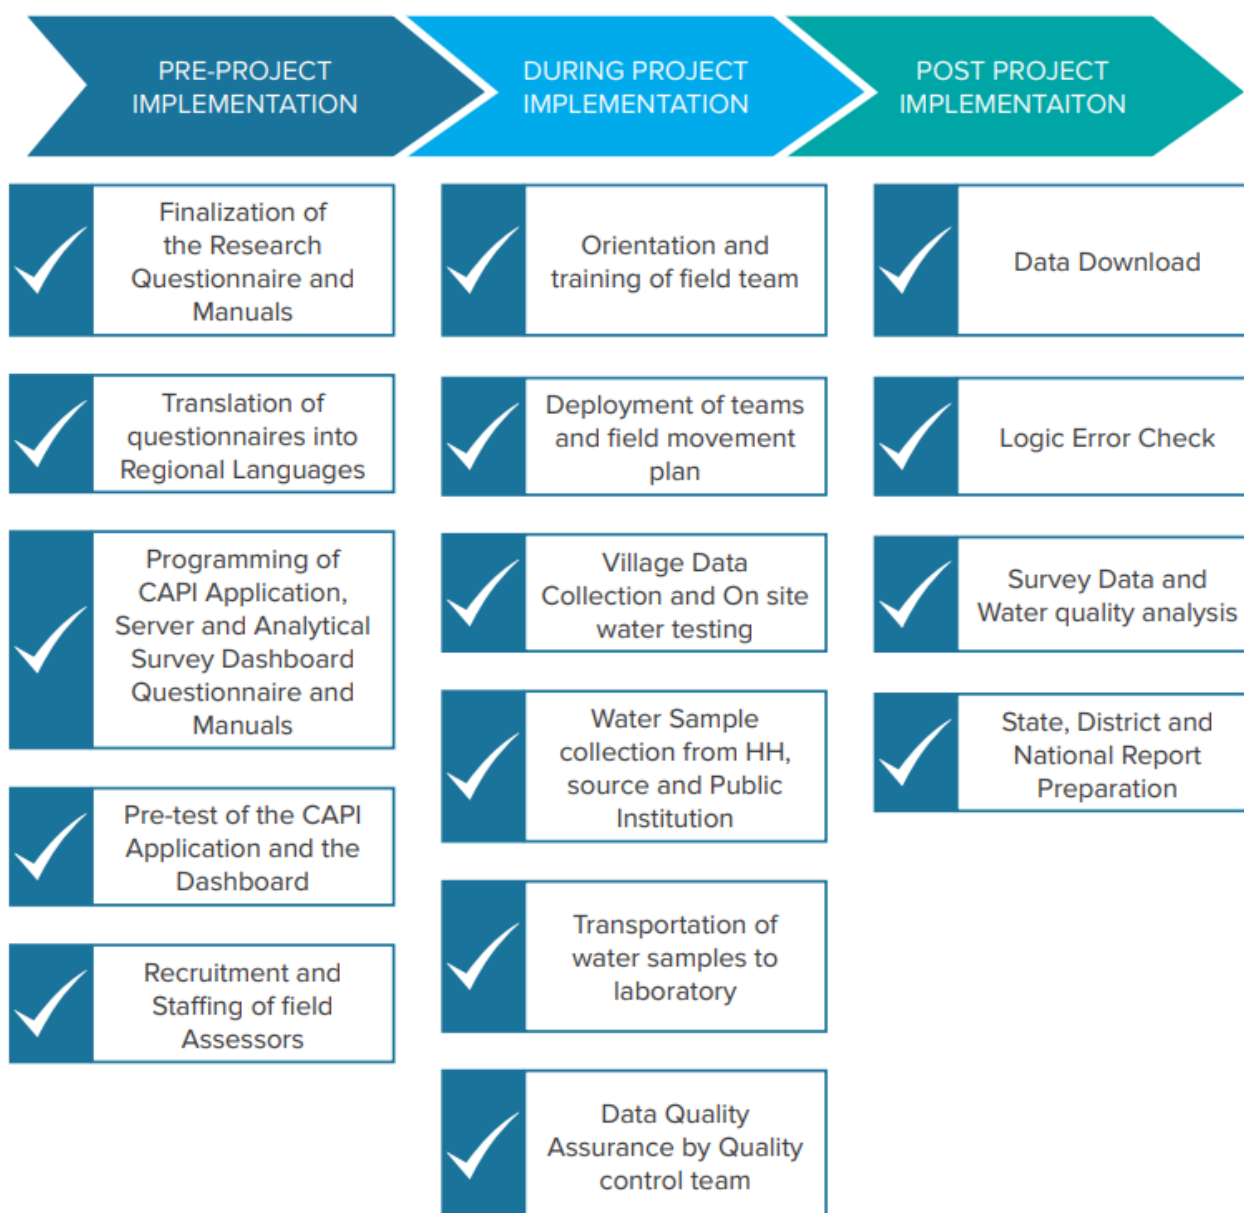 PRE-PROJECT
IMPLEMENTATION
DURING PROJECT
IMPLEMENTATION
POST PROJECT
IMPLEMENTAITON
Finalization of
the Research
Questionnaire and
Manuals
Translation of
questionnaires into
Regional Languages
Programming of
CAPI Application,
Server and Analytical
Survey Dashboard
Questionnaire and
Manuals
Pre-test of the CAPI
Application and the
Dashboard
Recruitment and
Staffing of field
Assessors
Orientation and
training of field team
Deployment of teams
and field movement
plan
Village Data
Collection and On site
water testing
Water Sample
collection from HH,
source and Public
Institution
Transportation of
water samples to
laboratory
Data Quality
Assurance by Quality
control team
Data Download
Logic Error Check
Survey Data and
Water quality analysis
State, District and
National Report
Preparation